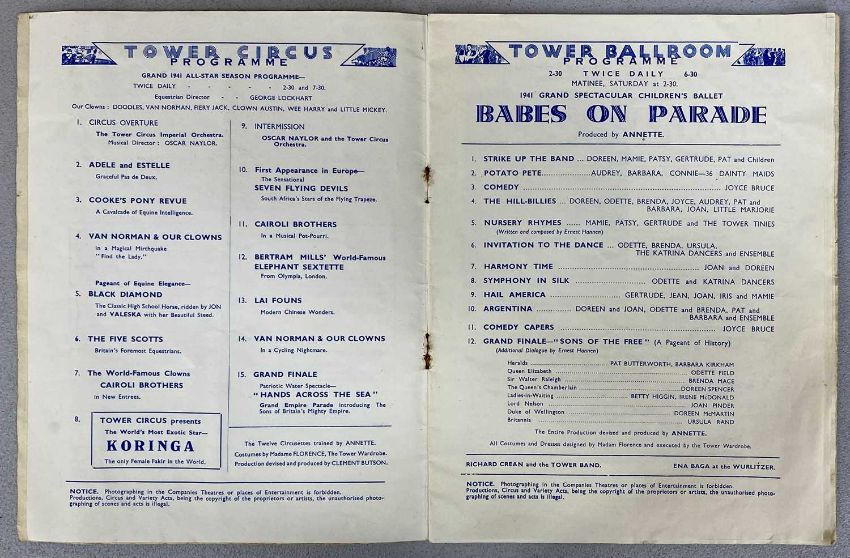 TOWER CIRCUS
PROGRAMME
GRAND 1941 ALL-STAR SEASON PROGRAMME—
TWICE DAILY - - - - 2-30 and 7-30.
Equestrian Director - - GEORGE LOCKHART
Our Clowns : DOODLES, VAN NORMAN, FIERY JACK, CLOWN AUSTIN, WEE HARRY and LITTLE MICKEY.
1. CIRCUS OVERTURE
The Tower Circus Imperial Orchestra.
Musical Director : OSCAR NAYLOR.
2. ADELE and ESTELLE
Graceful Pas de Deux.
3. COOKE'S PONY REVUE
A Cavalcade of Equine Intelligence.
4. VAN NORMAN & OUR CLOWNS
in a Magical Mirthquake
"Find the Lady."
Pageant of Equine Elegance—
5. BLACK DIAMOND
The Classic High School Horse, ridden by JON
and VALESKA with her Beautiful Steed.
6. THE FIVE SCOTTS
Britain's Foremost Equestrians.
7. The World-Famous Clowns
CAIROLI BROTHERS
in New Entrees.
8. TOWER CIRCUS presents
The World's Most Exotic Star—
KORINGA
The only Female Fakir in the World.
9. INTERMISSION
OSCAR NAYLOR and the Tower Circus
Orchestra.
10. First Appearance in Europe—
The Sensational
SEVEN FLYING DEVILS
South Africa's Stars of the Flying Trapeze.
11. CAIROLI BROTHERS
In a Musical Pot-Pourri.
12. BERTRAM MILLS' World-Famous
ELEPHANT SEXTETTE
From Olympia, London.
13. LAI FOUNS
Modern Chinese Wonders.
14. VAN NORMAN & OUR CLOWNS
In a Cycling Nightmare.
15. GRAND FINALE
Patriotic Water Spectacle—
"HANDS ACROSS THE SEA"
Grand Empire Parade introducing The
Sons of Britain's Mighty Empire.
The Twelve Circusettes trained by ANNETTE.
Costumes by Madame FLORENCE, The Tower Wardrobe.
Production devised and produced by CLEMENT BUTSON.
NOTICE. Photographing in the Companies Theatres or places of Entertainment is forbidden.
Productions, Circus and Variety Acts, being the copyright of the proprietors or artists, the unauthorised photo-
graphing of scenes and acts is illegal.
TOWER BALLROOM
PROGRAMME
2-30 TWICE DAILY 6-30
MATINEE, SATURDAY at 2-30.
1941 GRAND SPECTACULAR CHILDREN'S BALLET
BABES ON PARADE
Produced by ANNETTE.
1. STRIKE UP THE BAND ... DOREEN, MAMIE, PATSY, GERTRUDE, PAT and Children
2. POTATO PETE ... AUDREY, BARBARA, CONNIE—36 DAINTY MAIDS
3. COMEDY ... JOYCE BRUCE
4. THE HILL-BILLIES ... DOREEN, ODETTE, BRENDA, JOYCE, AUDREY, PAT and
BARBARA, JOAN, LITTLE MARJORIE
5. NURSERY RHYMES ... MAMIE, PATSY, GERTRUDE and THE TOWER TINIES
(Written and composed by Ernest Mannen)
6. INVITATION TO THE DANCE ... ODETTE, BRENDA, URSULA,
THE KATRINA DANCERS and ENSEMBLE
7. HARMONY TIME ... JOAN and DOREEN
8. SYMPHONY IN SILK ... ODETTE and KATRINA DANCERS
9. HAIL AMERICA ... GERTRUDE, JEAN, JOAN, IRIS and MAMIE
10. ARGENTINA ... DOREEN and JOAN, ODETTE and BRENDA, PAT and
BARBARA and ENSEMBLE
11. COMEDY CAPERS ... JOYCE BRUCE
12. GRAND FINALE—"SONS OF THE FREE" (A Pageant of History)
(Additional Dialogue by Ernest Mannen)
Heralds ... PAT BUTTERWORTH, BARBARA KIRKHAM
Queen Elizabeth ... ODETTE FIELD
Sir Walter Raleigh ... BRENDA MACE
The Queen's Chamberlain ... DOREEN SPENCER
Ladies-in-Waiting ... BETTY HIGGIN, IRENE McDONALD
Lord Nelson ... JOAN PINDER
Duke of Wellington ... DOREEN McMARTIN
Britannia ... URSULA RAND
The Entire Production devised and produced by ANNETTE.
All Costumes and Dresses designed by Madam Florence and executed by the Tower Wardrobe.
RICHARD CREAN and the TOWER BAND. ENA BAGA at the WURLITZER.
NOTICE. Photographing in the Companies Theatres or places of Entertainment is forbidden.
Productions, Circus and Variety Acts, being the copyright of the proprietors or artists, the unauthorised photo-
graphing of scenes and acts is illegal.